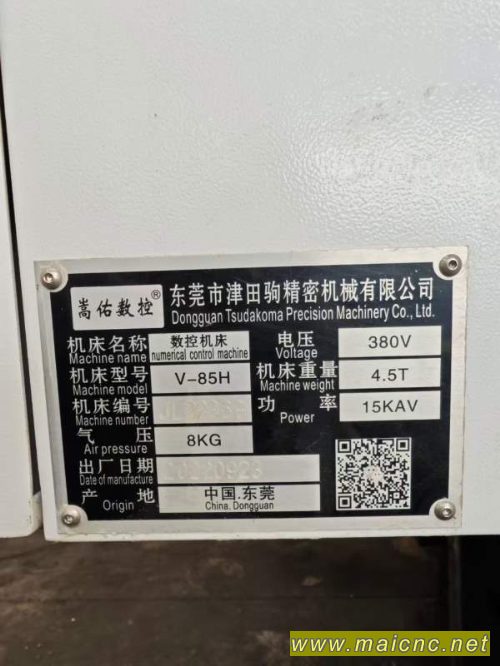 嵩佑数控®
东莞市津田驹精密机械有限公司
Dongguan Tsudakoma Precision Machinery Co., Ltd.
机床名称 Machine name 数控机床 numerical control machine
电压 Voltage 380V
机床型号 Machine model V-85H
机床重量 Machine weight 4.5T
机床编号 Machine number
功率 Power 15KAV
气压 Air pressure 8KG
出厂日期 Date of manufacture
产地 Origin 中国.东莞 China. Dongguan
www.maicnc.net